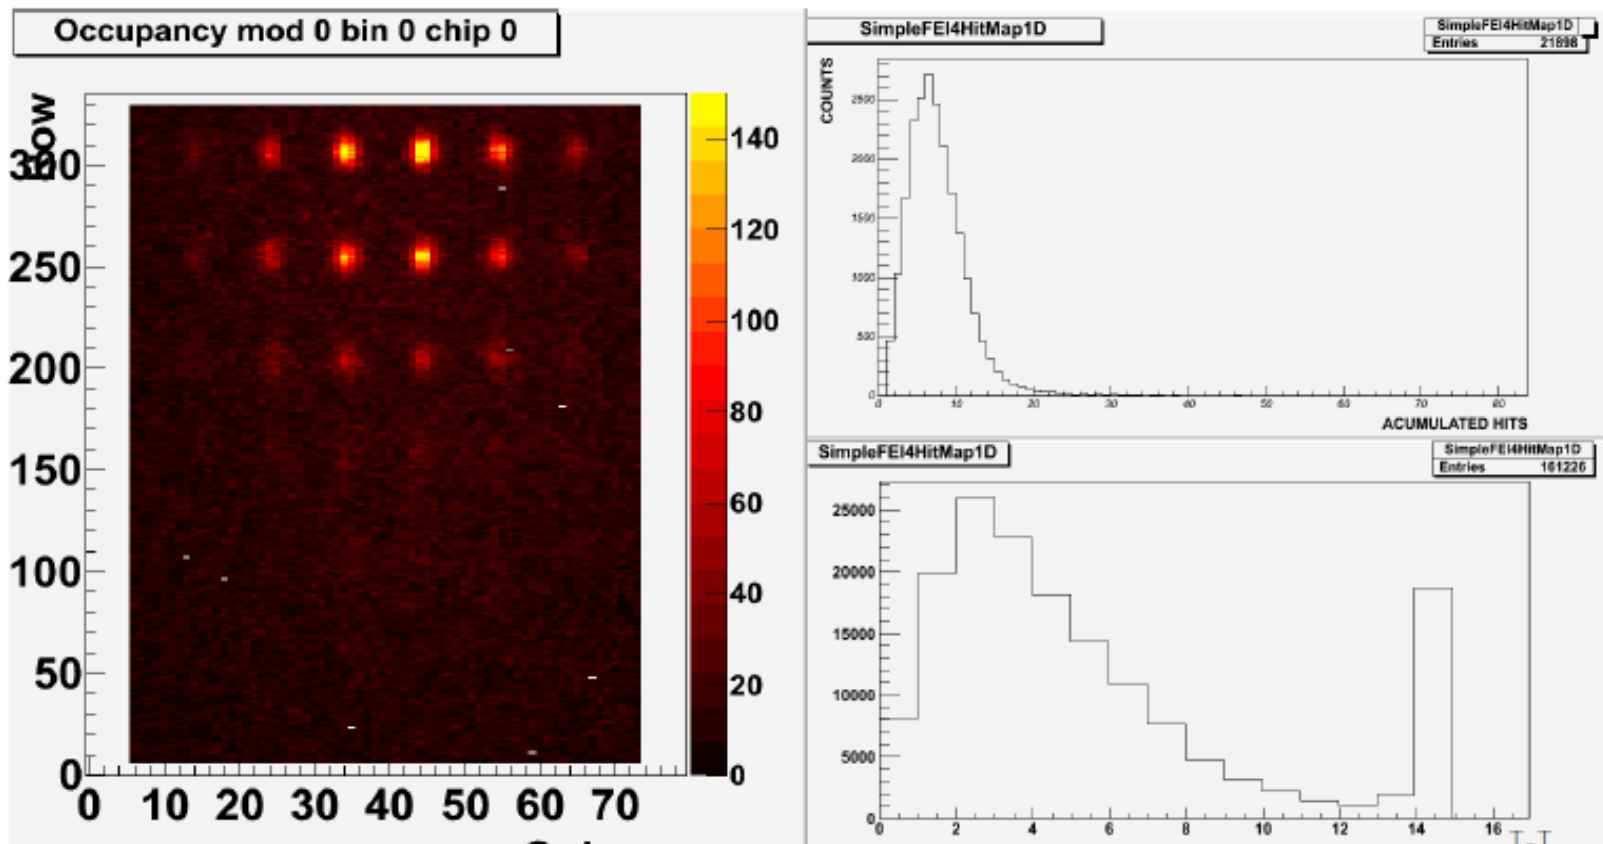 Occupancy mod 0 bin 0 chip 0
300
250
200
150
100
50
0
0 10 20 30 40 50 60 70
140
120
100
80
60
40
20
0
SimpleFEI4HitMap1D
SimpleFEI4HitMap1D
Entries 21898
COUNTS
2500
2000
1500
1000
500
0
0 10 20 30 40 50 60 70 80
ACUMULATED HITS
SimpleFEI4HitMap1D
SimpleFEI4HitMap1D
Entries 161226
25000
20000
15000
10000
5000
0
0 2 4 6 8 10 12 14 16